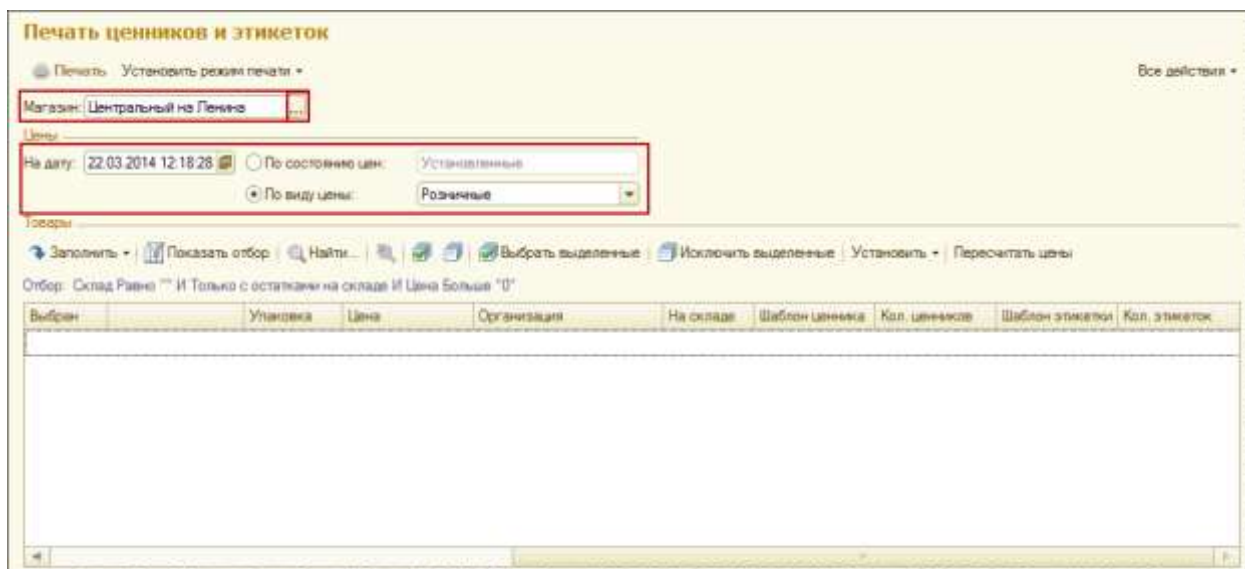 Печать ценников и этикеток
Печать Установить режим печати Все действия
Магазин: Центральный на Ленина ...
Цены
На дату: 22.03.2014 12:18:28 По состоянию цен: Установленные
По виду цены: Розничные
Товары
Заполнить Показать отбор Найти... Выбрать выделенные Исключить выделенные Установить Пересчитать цены
Отбор: Склад Равно "" И Только с остатками на складе И Цена Больше "0"
Выбран Упаковка Цена Организация На складе Шаблон ценника Кол. ценников Шаблон этикетки Кол. этикеток